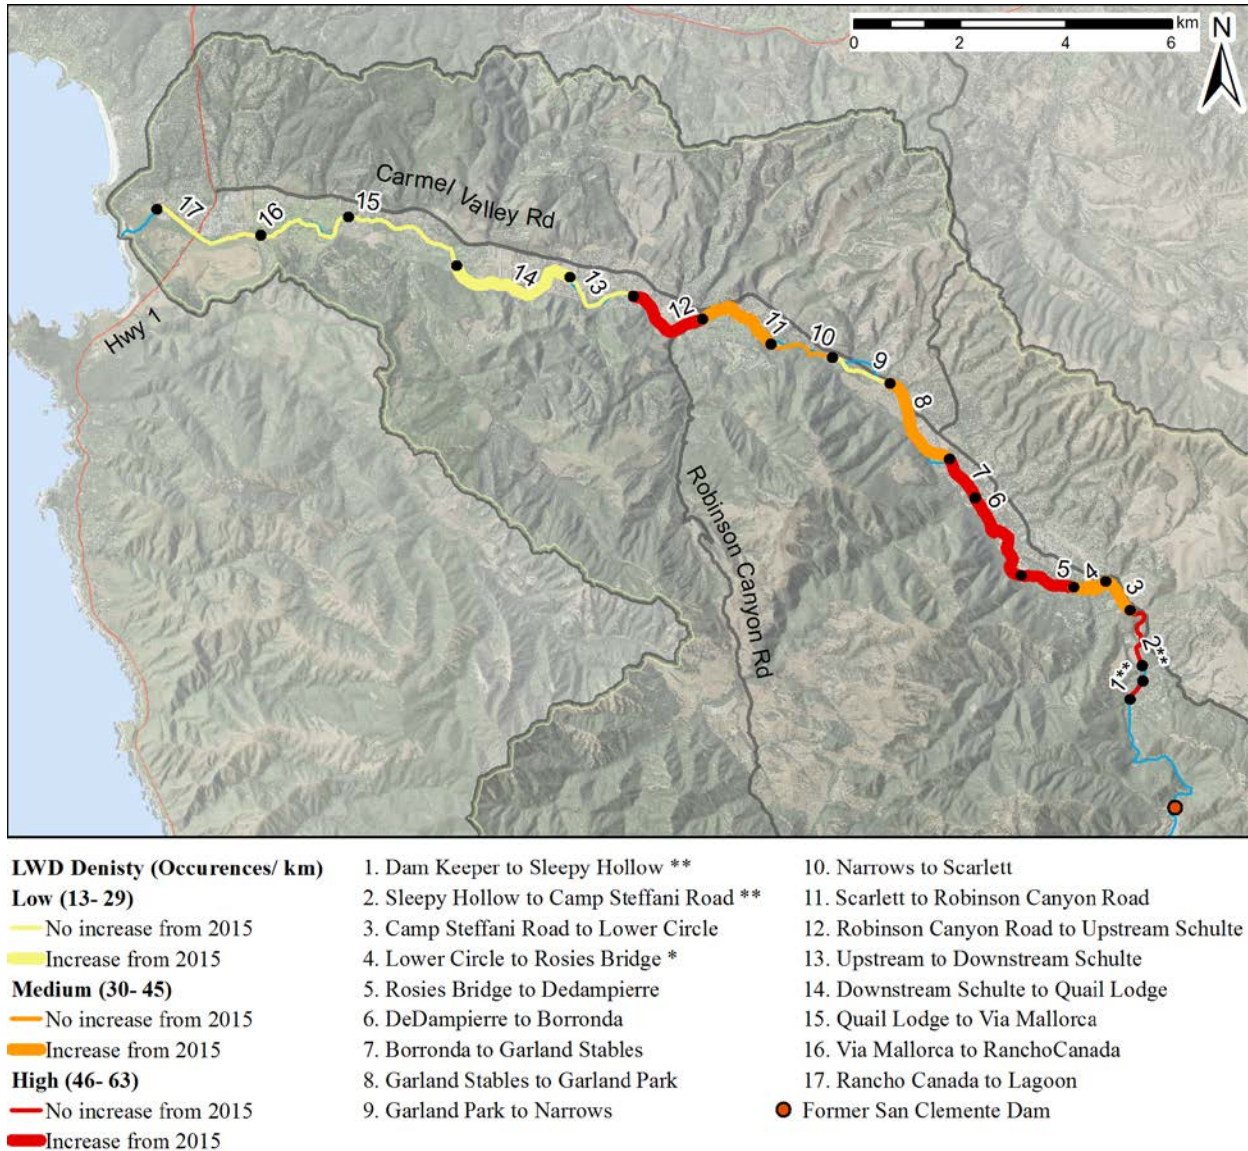 km
0 2 4 6
N
Carmel Valley Rd
Hwy 1
Robinson Canyon Rd
17
16
15
14
13
12
11
10
9
8
7
6
5
4
3
2**
1**
LWD Denisty (Occurences/ km)
Low (13- 29)
No increase from 2015
Increase from 2015
Medium (30- 45)
No increase from 2015
Increase from 2015
High (46- 63)
No increase from 2015
Increase from 2015
1. Dam Keeper to Sleepy Hollow **
2. Sleepy Hollow to Camp Steffani Road **
3. Camp Steffani Road to Lower Circle
4. Lower Circle to Rosies Bridge *
5. Rosies Bridge to Dedampierre
6. DeDampierre to Borronda
7. Borronda to Garland Stables
8. Garland Stables to Garland Park
9. Garland Park to Narrows
10. Narrows to Scarlett
11. Scarlett to Robinson Canyon Road
12. Robinson Canyon Road to Upstream Schulte
13. Upstream to Downstream Schulte
14. Downstream Schulte to Quail Lodge
15. Quail Lodge to Via Mallorca
16. Via Mallorca to RanchoCanada
17. Rancho Canada to Lagoon
Former San Clemente Dam